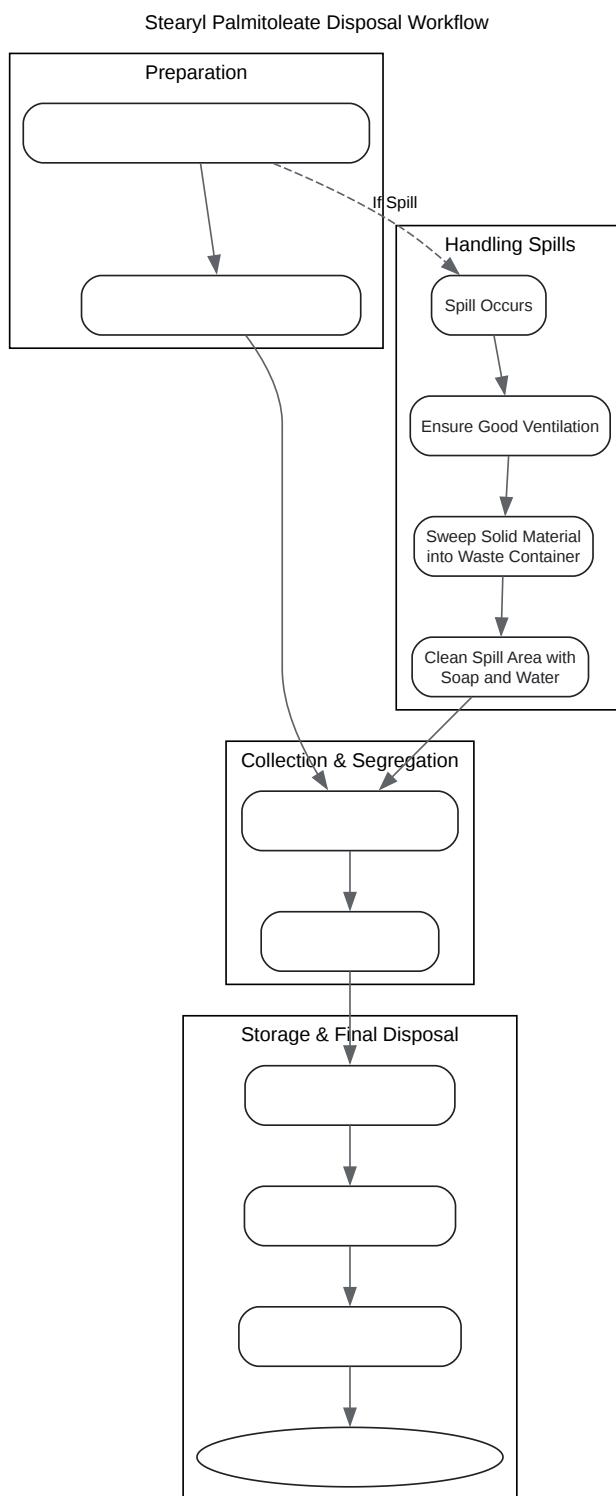 Stearyl Palmitoleate Disposal Workflow
Preparation
If Spill
Handling Spills
Spill Occurs
Ensure Good Ventilation
Sweep Solid Material
into Waste Container
Clean Spill Area with
Soap and Water
Collection & Segregation
Storage & Final Disposal